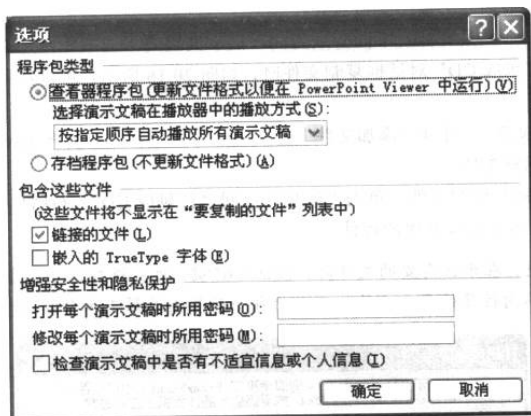 选项
程序包类型
查看器程序包(更新文件格式以便在 PowerPoint Viewer 中运行)(V)
选择演示文稿在播放器中的播放方式(S):
按指定顺序自动播放所有演示文稿
存档程序包(不更新文件格式)(A)
包含这些文件
(这些文件将不显示在“要复制的文件”列表中)
链接的文件(L)
嵌入的 TrueType 字体(E)
增强安全性和隐私保护
打开每个演示文稿时所用密码(O):
修改每个演示文稿时所用密码(M):
检查演示文稿中是否有不适宜信息或个人信息(I)
确定 取消